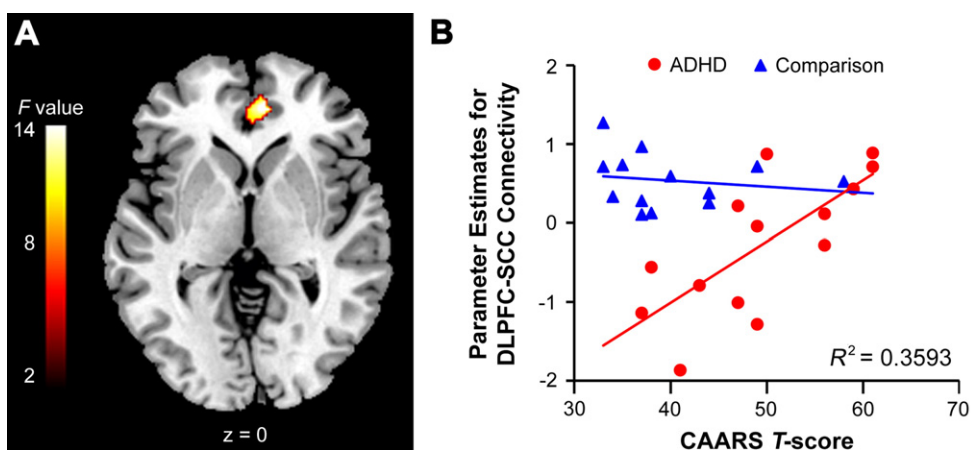 A
F value
14
8
2
z = 0
B
ADHD Comparison
Parameter Estimates for
DLPFC-SCC Connectivity
2
1
0
-1
-2
R² = 0.3593
30 40 50 60 70
CAARS T-score